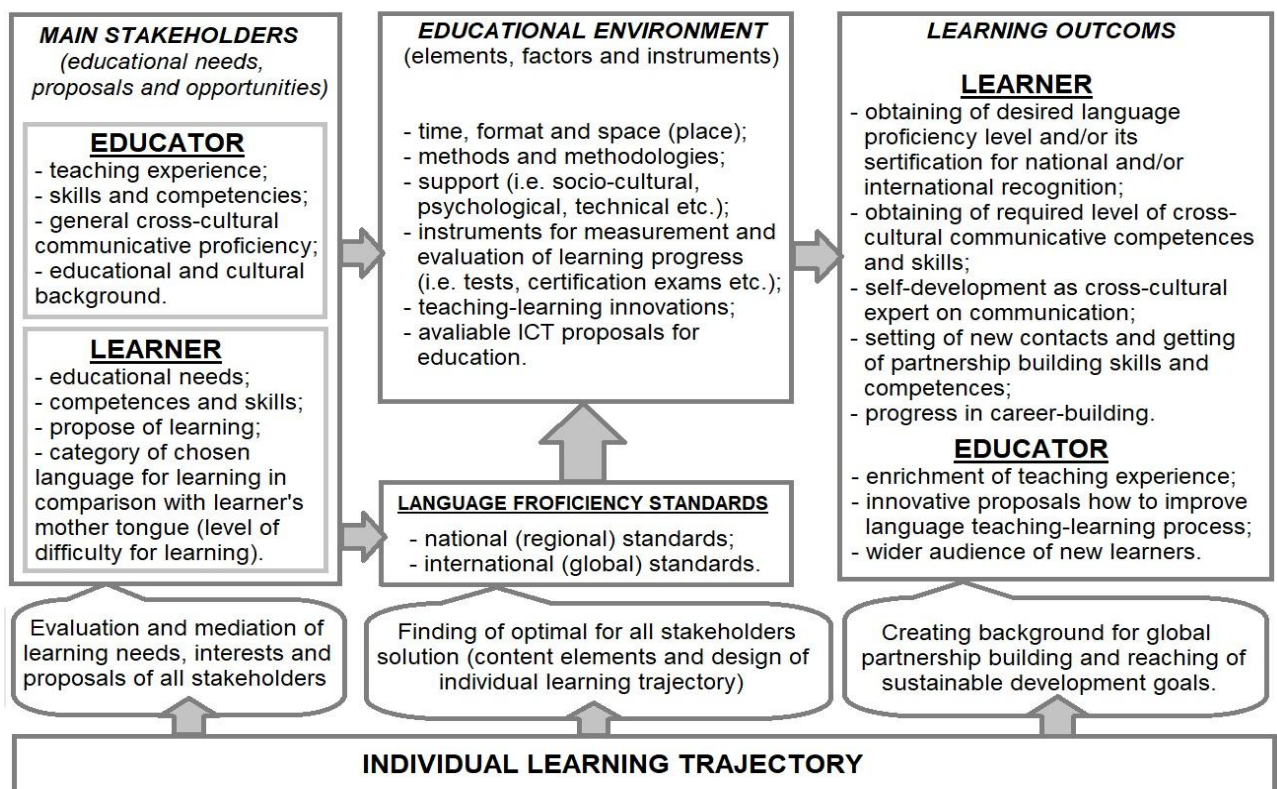 MAIN STAKEHOLDERS
(educational needs,
proposals and opportunities)
EDUCATOR
- teaching experience;
- skills and competencies;
- general cross-cultural
communicative proficiency;
- educational and cultural
background.
LEARNER
- educational needs;
- competences and skills;
- propose of learning;
- category of chosen
language for learning in
comparison with learner's
mother tongue (level of
difficulty for learning).
EDUCATIONAL ENVIRONMENT
(elements, factors and instruments)
- time, format and space (place);
- methods and methodologies;
- support (i.e. socio-cultural,
psychological, technical etc.);
- instruments for measurement and
evaluation of learning progress
(i.e. tests, certification exams etc.);
- teaching-learning innovations;
- avaliable ICT proposals for
education.
LANGUAGE FROFICIENCY STANDARDS
- national (regional) standards;
- international (global) standards.
LEARNING OUTCOMS
LEARNER
- obtaining of desired language
proficiency level and/or its
sertification for national and/or
international recognition;
- obtaining of required level of cross-
cultural communicative competences
and skills;
- self-development as cross-cultural
expert on communication;
- setting of new contacts and getting
of partnership building skills and
competences;
- progress in career-building.
EDUCATOR
- enrichment of teaching experience;
- innovative proposals how to improve
language teaching-learning process;
- wider audience of new learners.
Evaluation and mediation of
learning needs, interests and
proposals of all stakeholders
Finding of optimal for all stakeholders
solution (content elements and design of
individual learning trajectory)
Creating background for global
partnership building and reaching of
sustainable development goals.
INDIVIDUAL LEARNING TRAJECTORY